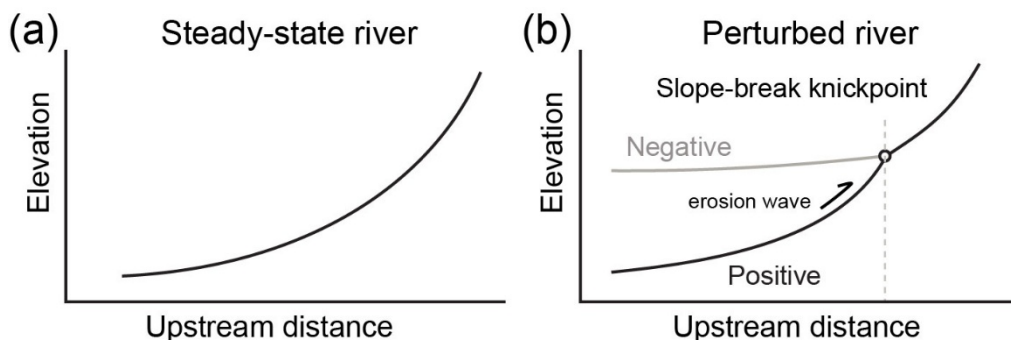 (a)
Steady-state river
Elevation
Upstream distance
(b)
Perturbed river
Slope-break knickpoint
Negative
erosion wave
Positive
Elevation
Upstream distance